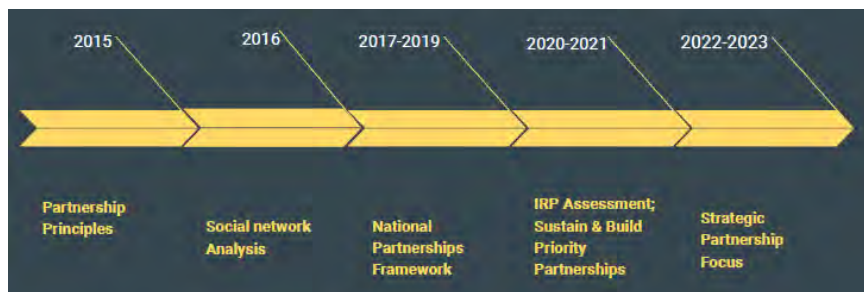 2015
2016
2017-2019
2020-2021
2022-2023
Partnership
Principles
Social network
Analysis
National
Partnerships
Framework
IRP Assessment;
Sustain & Build
Priority
Partnerships
Strategic
Partnership
Focus